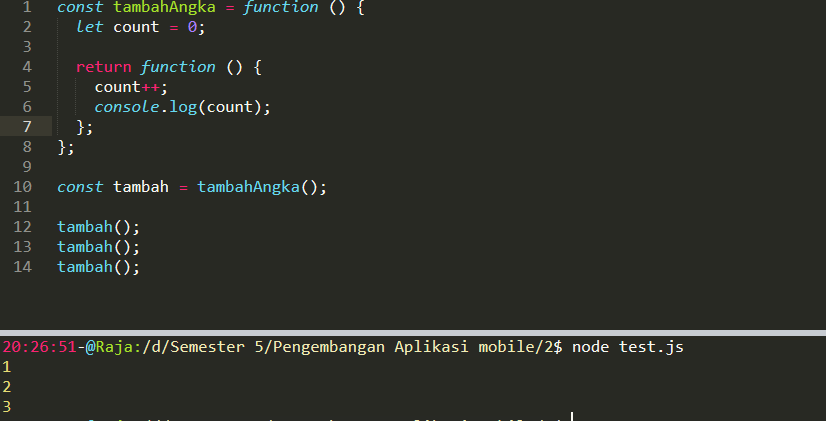 1 const tambahAngka = function () {
2 let count = 0;
3
4 return function () {
5 count++;
6 console.log(count);
7 };
8 };
9
10 const tambah = tambahAngka();
11
12 tambah();
13 tambah();
14 tambah();
20:26:51-@Raja:/d/Semester 5/Pengembangan Aplikasi mobile/2$ node test.js
1
2
3